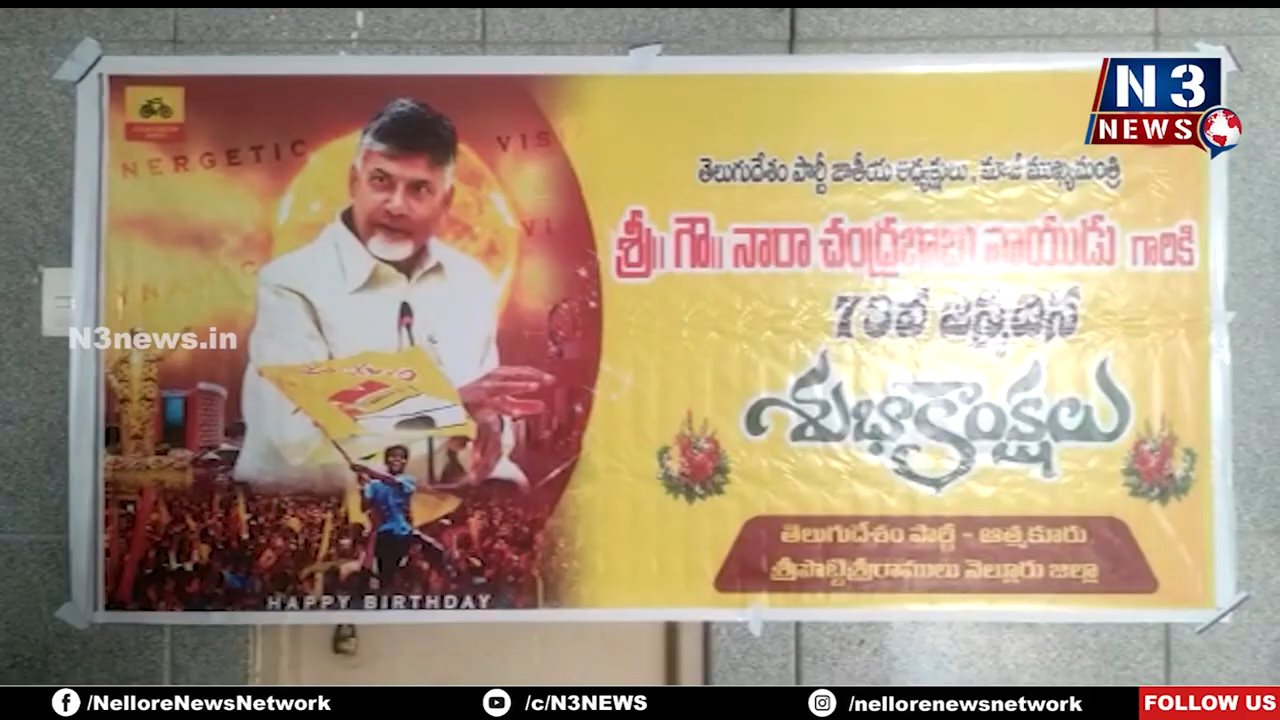 N3
NEWS
NERGETIC
VIS
VI
తెలుగుదేశం పార్టీ జాతీయ అధ్యక్షులు, మాజీ ముఖ్యమంత్రి
శ్రీ॥ గౌ॥ నారా చంద్రబాబు నాయుడు గారికి
జన్మదిన
శుభాకాంక్షలు
తెలుగుదేశం పార్టీ - ఆత్మకూరు
శ్రీపొట్టిశ్రీరాములు నెల్లూరు జిల్లా
HAPPY BIRTHDAY
N3news.in
/NelloreNewsNetwork
/c/N3NEWS
/nellorenewsnetwork
FOLLOW US